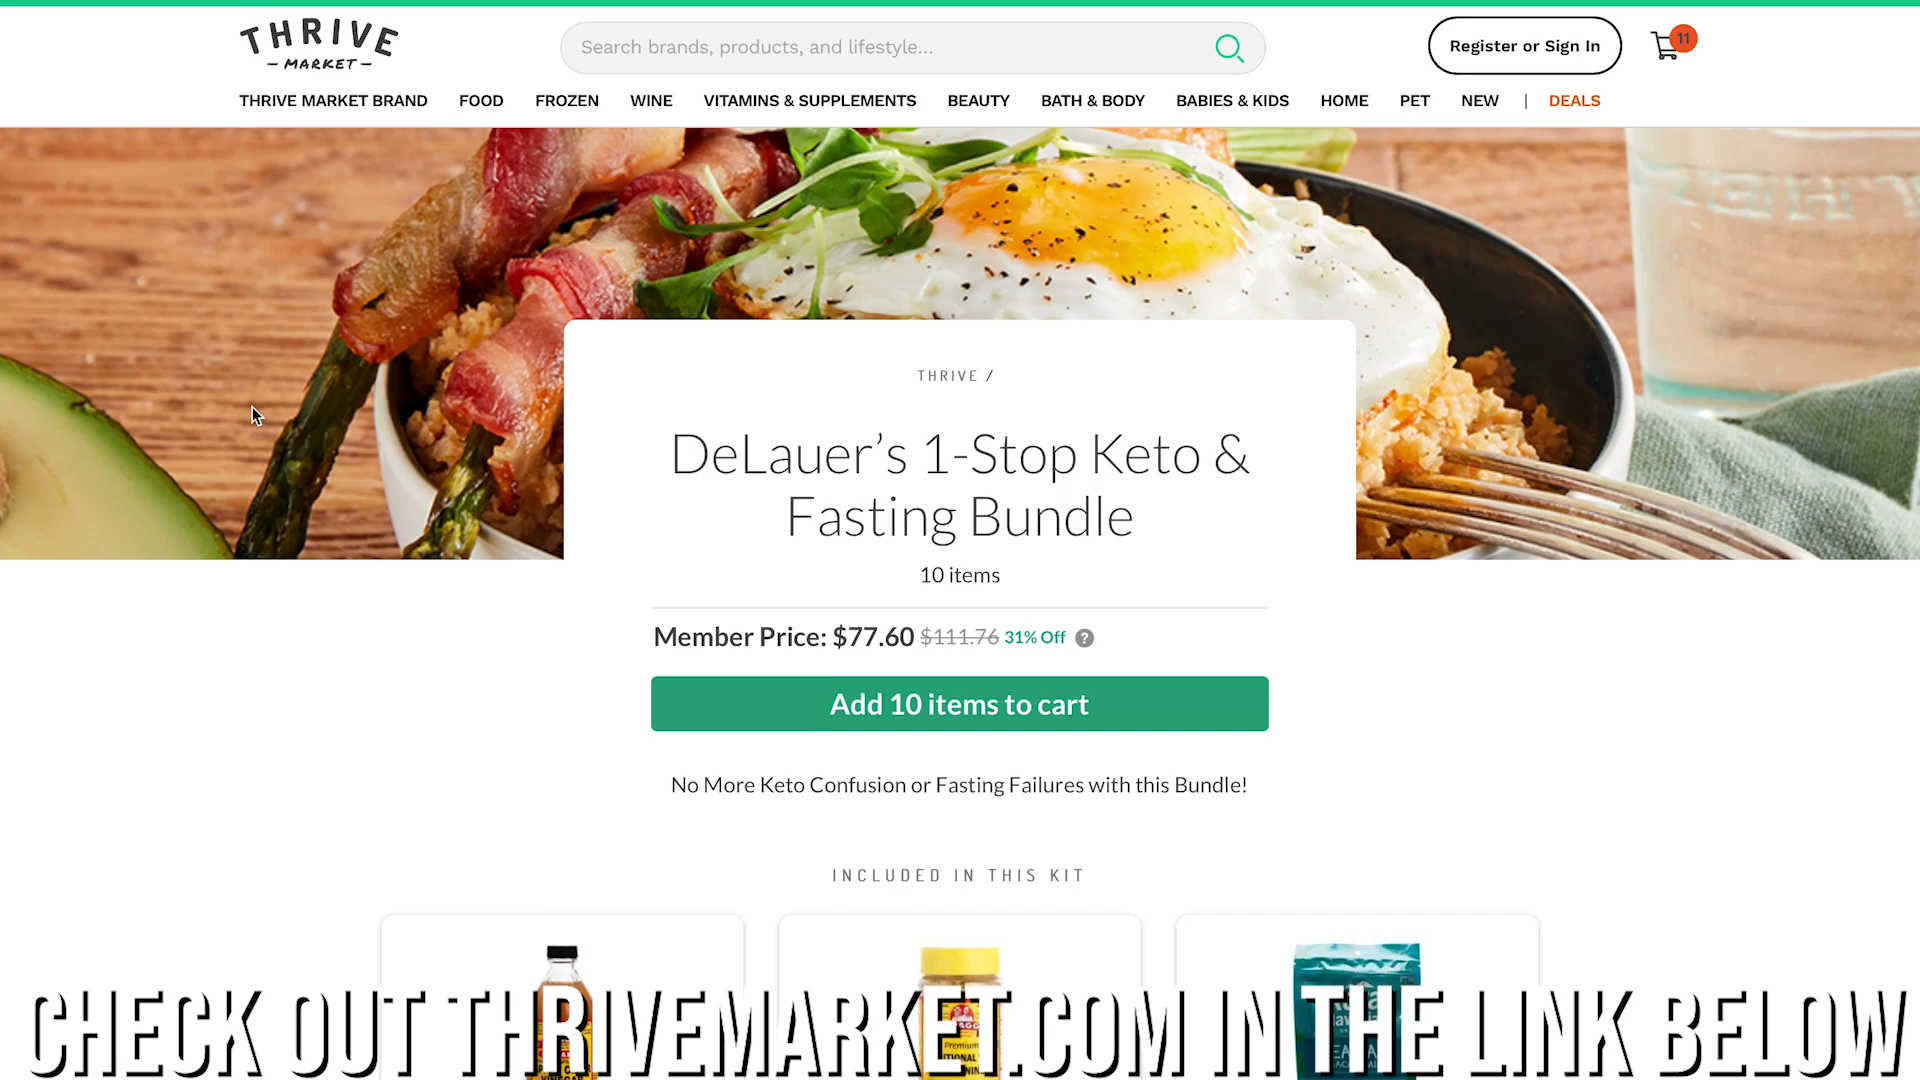 THRIVE
MARKET
Search brands, products, and lifestyle...
Register or Sign In
11
THRIVE MARKET BRAND FOOD FROZEN WINE VITAMINS & SUPPLEMENTS BEAUTY BATH & BODY BABIES & KIDS HOME PET NEW | DEALS
THRIVE /
DeLauer’s 1-Stop Keto &
Fasting Bundle
10 items
Member Price: $77.60 $111.76 31% Off ?
Add 10 items to cart
No More Keto Confusion or Fasting Failures with this Bundle!
INCLUDED IN THIS KIT
Premium
VINEGAR
CHECK OUT THRIVEMARKET.COM IN THE LINK BELOW